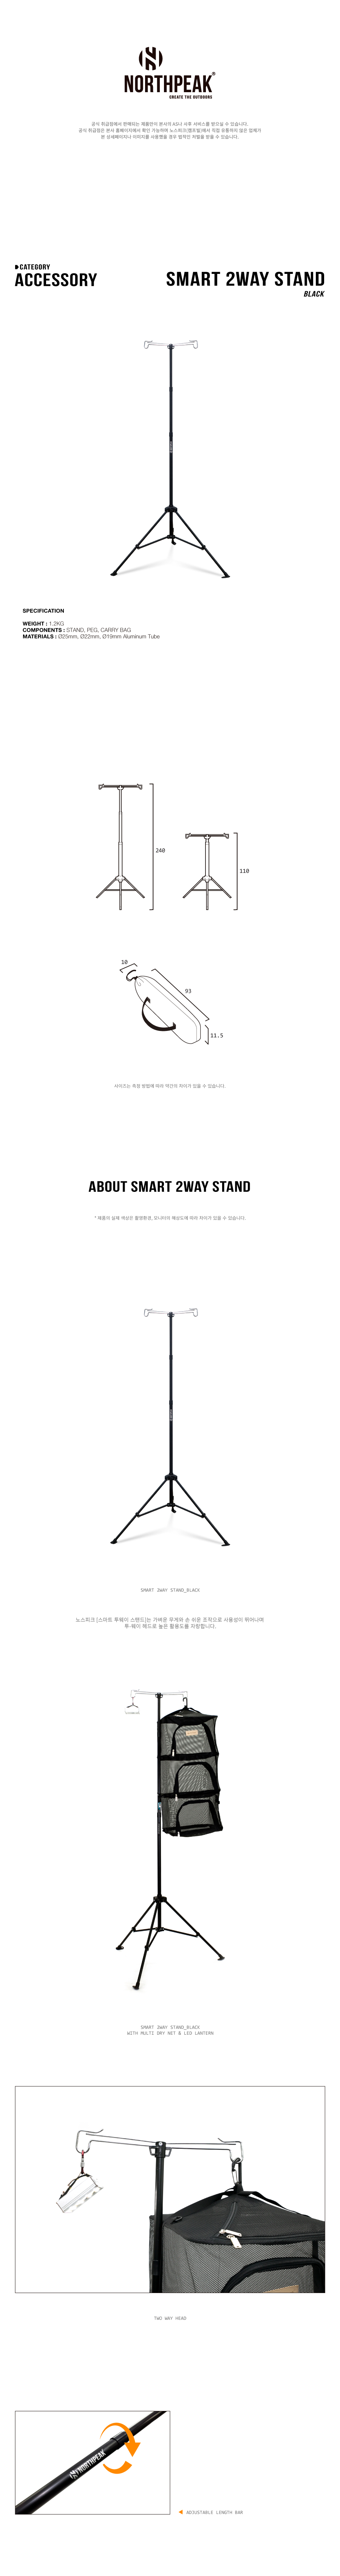 NORTHPEAK
CREATE THE OUTDOORS
공식 취급점에서 판매되는 제품만이 본사의 AS나 사후 서비스를 받으실 수 있습니다.
공식 취급점은 본사 홈페이지에서 확인 가능하며 노스피크(캠프필)에서 직접 유통하지 않은 업체가
본 상세페이지나 이미지를 사용했을 경우 법적인 처벌을 받을 수 있습니다.
CATEGORY
ACCESSORY
SMART 2WAY STAND
BLACK
SPECIFICATION
WEIGHT : 1.2KG
COMPONENTS : STAND, PEG, CARRY BAG
MATERIALS : Ø25mm, Ø22mm, Ø19mm Aluminum Tube
240
110
10
93
11.5
사이즈는 측정 방법에 따라 약간의 차이가 있을 수 있습니다.
ABOUT SMART 2WAY STAND
* 제품의 실제 색상은 촬영환경, 모니터의 해상도에 따라 차이가 있을 수 있습니다.
SMART 2WAY STAND_BLACK
노스피크 [스마트 투웨이 스탠드]는 가벼운 무게와 손 쉬운 조작으로 사용성이 뛰어나며
투-웨이 헤드로 높은 활용도를 자랑합니다.
SMART 2WAY STAND_BLACK
WITH MULTI DRY NET & LED LANTERN
TWO WAY HEAD
NORTHPEAK
ADJUSTABLE LENGTH BAR